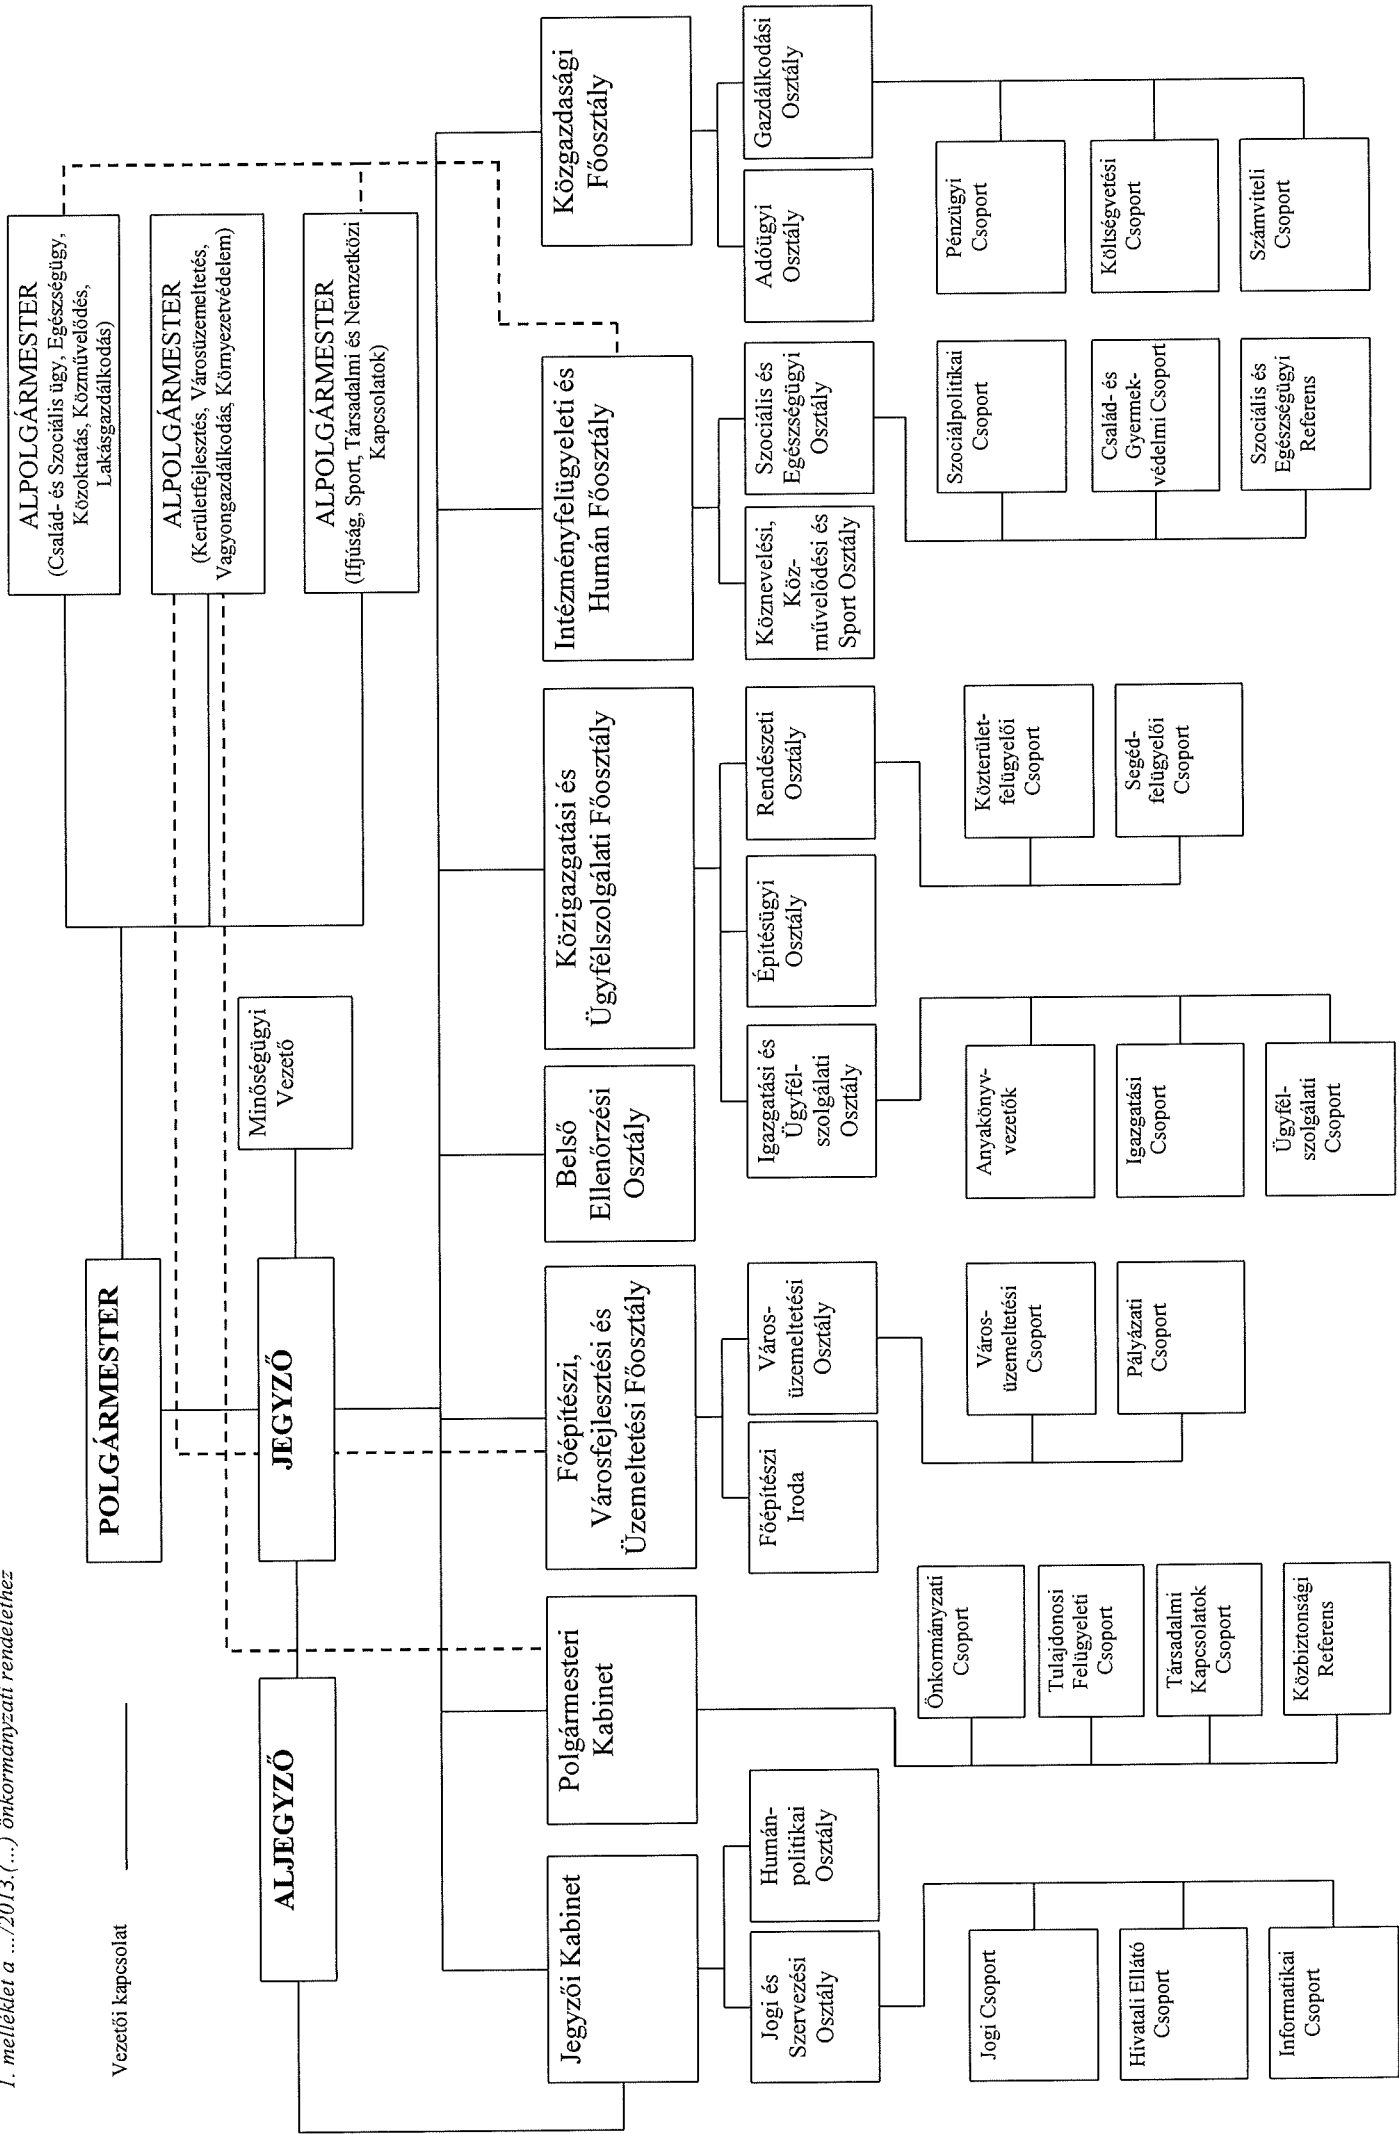 1. melléklet a .../2013.(...) önkormányzati rendelethez
Vezetői kapcsolat
POLGÁRMESTER
ALPOLGÁRMESTER
(Család- és Szociális ügy, Egészségügy,
Közoktatás, Közművelődés,
Lakásgazdálkodás)
ALPOLGÁRMESTER
(Kerületfejlesztés, Városüzemeltetés,
Vagyongazdálkodás, Környezetvédelem)
ALPOLGÁRMESTER
(Ifjúság, Sport, Társadalmi és Nemzetközi
Kapcsolatok)
ALJEGYZŐ
JEGYZŐ
Minőségügyi
Vezető
Jegyzői Kabinet
Polgármesteri
Kabinet
Főépítészi,
Városfejlesztési és
Üzemeltetési Főosztály
Belső
Ellenőrzési
Osztály
Közigazgatási és
Ügyfélszolgálati Főosztály
Intézményfelügyeleti és
Humán Főosztály
Közgazdasági
Főosztály
Jogi és
Szervezési
Osztály
Humán-
politikai
Osztály
Főépítészi
Iroda
Város-
üzemeltetési
Osztály
Igazgatási és
Ügyfél-
szolgálati
Osztály
Építésügyi
Osztály
Rendészeti
Osztály
Köznevelési,
Köz-
művelődési és
Sport Osztály
Szociális és
Egészségügyi
Osztály
Adóügyi
Osztály
Gazdálkodási
Osztály
Jogi Csoport
Hivatali Ellátó
Csoport
Informatikai
Csoport
Önkormányzati
Csoport
Tulajdonosi
Felügyeleti
Csoport
Társadalmi
Kapcsolatok
Csoport
Közbiztonsági
Referens
Város-
üzemeltetési
Csoport
Pályázati
Csoport
Anyakönyv-
vezetők
Igazgatási
Csoport
Ügyfél-
szolgálati
Csoport
Közterület-
felügyelői
Csoport
Segéd-
felügyelői
Csoport
Szociálpolitikai
Csoport
Család- és
Gyermek-
védelmi Csoport
Szociális és
Egészségügyi
Referens
Pénzügyi
Csoport
Költségvetési
Csoport
Számviteli
Csoport